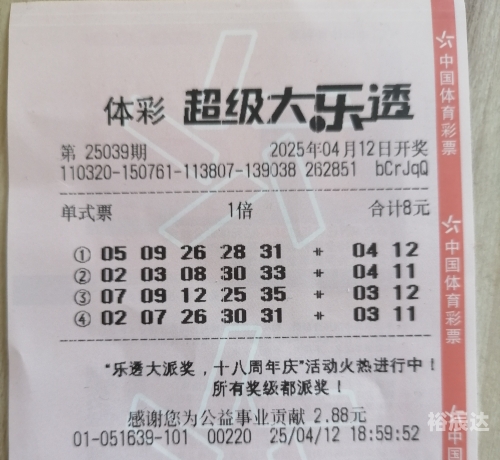 体彩 超级大乐透
第 25039期 2025年04月12日开奖
110320-150761-113807-139038 262851 bCrJqQ
单式票 1倍 合计8元
① 05 09 26 28 31 + 04 12
② 02 03 08 30 33 + 04 11
③ 07 09 12 25 35 + 03 12
④ 02 07 26 30 31 + 03 11
"乐透大派奖，十八周年庆"活动火热进行中！
所有奖级都派奖！
感谢您为公益事业贡献 2.88元
01-051639-101 00220 25/04/12 18:59:52
中国体育彩票
中国体育彩票
裕辰达